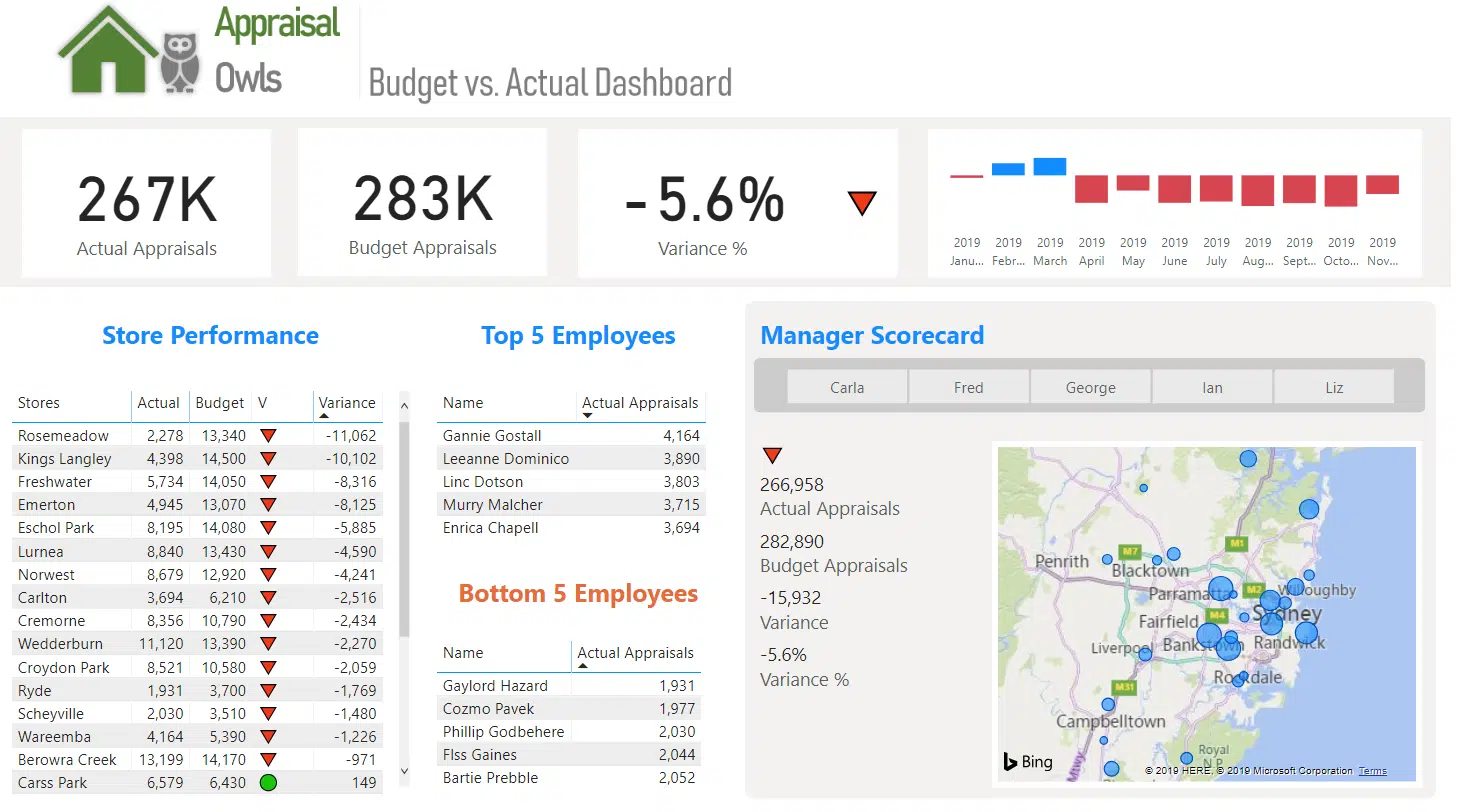 Appraisal
Owls
Budget vs. Actual Dashboard
267K
Actual Appraisals
283K
Budget Appraisals
-5.6%
Variance %
2019 2019 2019 2019 2019 2019 2019 2019 2019 2019 2019
Janu... Febr... March April May June July Aug... Sept... Octo... Nov...
Store Performance
Stores Actual Budget V Variance
Rosemeadow 2,278 13,340 -11,062
Kings Langley 4,398 14,500 -10,102
Freshwater 5,734 14,050 -8,316
Emerton 4,945 13,070 -8,125
Eschol Park 8,195 14,080 -5,885
Lurnea 8,840 13,430 -4,590
Norwest 8,679 12,920 -4,241
Carlton 3,694 6,210 -2,516
Cremorne 8,356 10,790 -2,434
Wedderburn 11,120 13,390 -2,270
Croydon Park 8,521 10,580 -2,059
Ryde 1,931 3,700 -1,769
Scheyville 2,030 3,510 -1,480
Wareemba 4,164 5,390 -1,226
Berowra Creek 13,199 14,170 -971
Carss Park 6,579 6,430 149
Top 5 Employees
Name Actual Appraisals
Gannie Gostall 4,164
Leeanne Dominico 3,890
Linc Dotson 3,803
Murry Malcher 3,715
Enrica Chapell 3,694
Bottom 5 Employees
Name Actual Appraisals
Gaylord Hazard 1,931
Cozmo Pavek 1,977
Phillip Godbehere 2,030
Flss Gaines 2,044
Bartie Prebble 2,052
Manager Scorecard
Carla Fred George Ian Liz
266,958
Actual Appraisals
282,890
Budget Appraisals
-15,932
Variance
-5.6%
Variance %
M1
M7
Penrith
Blacktown
Parramatta
M2
Willoughby
M4
Sydney
Fairfield
Liverpool
Bankstown
Randwick
Rockdale
M31
Campbelltown
Mtwy
Royal
N.P.
Bing
© 2019 HERE, © 2019 Microsoft Corporation Terms